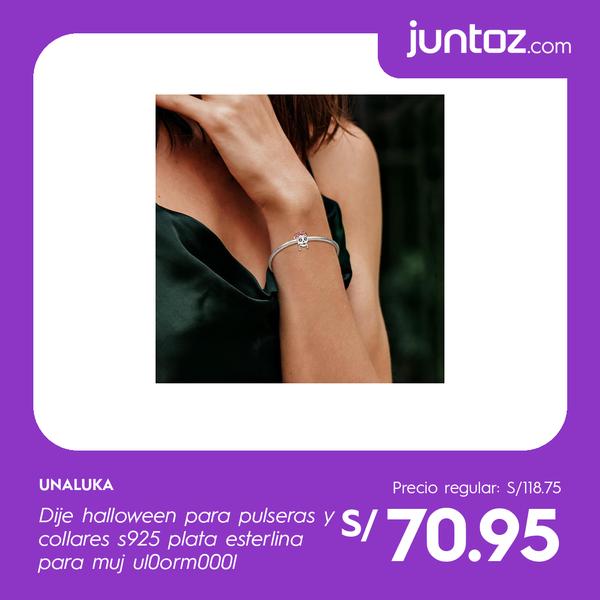 juntoz.com
UNALUKA
Dije halloween para pulseras y
collares s925 plata esterlina
para muj ul0orm000l
Precio regular: S/118.75
S/ 70.95